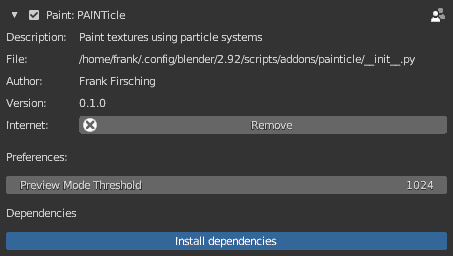 Paint: PAINTicle
Description: Paint textures using particle systems
File: /home/frank/.config/blender/2.92/scripts/addons/painticle/__init__.py
Author: Frank Firsching
Version: 0.1.0
Internet: Remove
Preferences:
Preview Mode Threshold 1024
Dependencies
Install dependencies